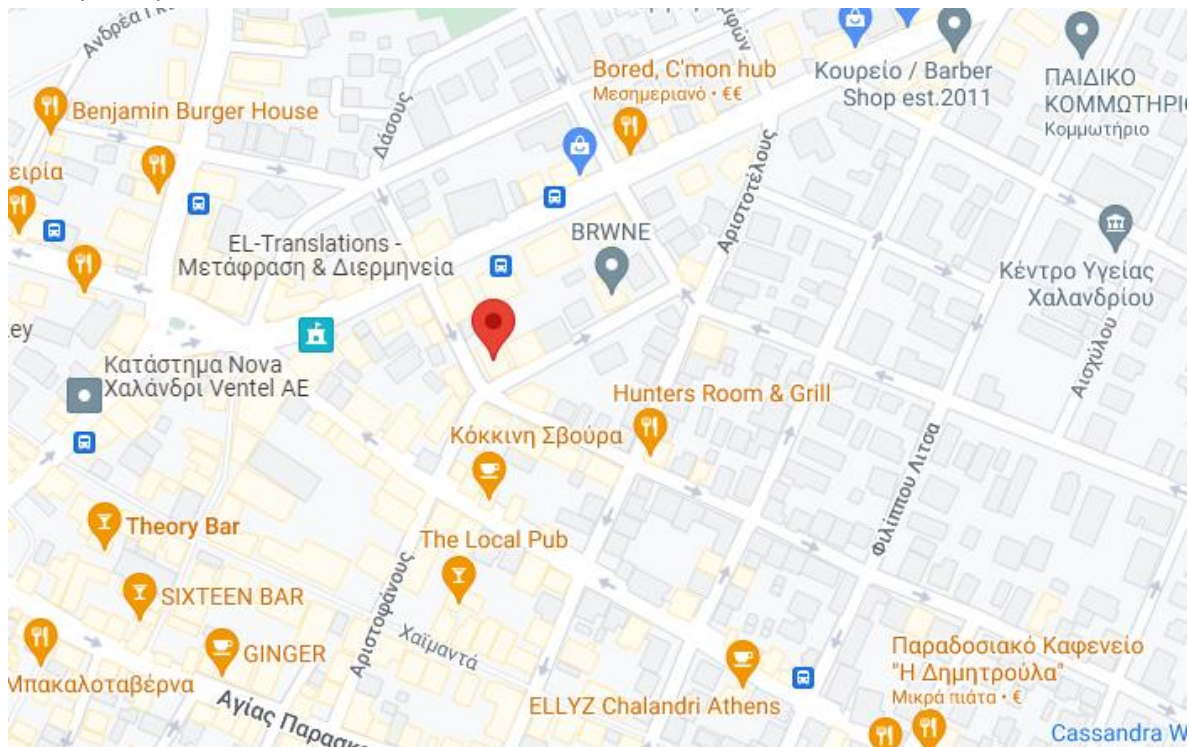 Ανδρέα
Δάσους
Bored, C'mon hub
Μεσημεριανό • €€
Κουρείο / Barber
Shop est.2011
ΠΑΙΔΙΚΟ
ΚΟΜΜΩΤΗΡΙ
Κομμωτήριο
Benjamin Burger House
ειρία
Αριστοτέλους
EL-Translations -
Μετάφραση & Διερμηνεία
BRWNE
Κέντρο Υγείας
Χαλανδρίου
Αισχύλου
ey
Κατάστημα Nova
Χαλάνδρι Ventel AE
Hunters Room & Grill
Κόκκινη Σβούρα
Φιλίππου Λιτσα
Theory Bar
The Local Pub
SIXTEEN BAR
Αριστοφάνους
Χαϊμαντά
GINGER
Μπακαλοταβέρνα
Αγίας Παρασκ
ELLYZ Chalandri Athens
Παραδοσιακό Καφενείο
"Η Δημητρούλα"
Μικρά πιάτα • €
Cassandra W